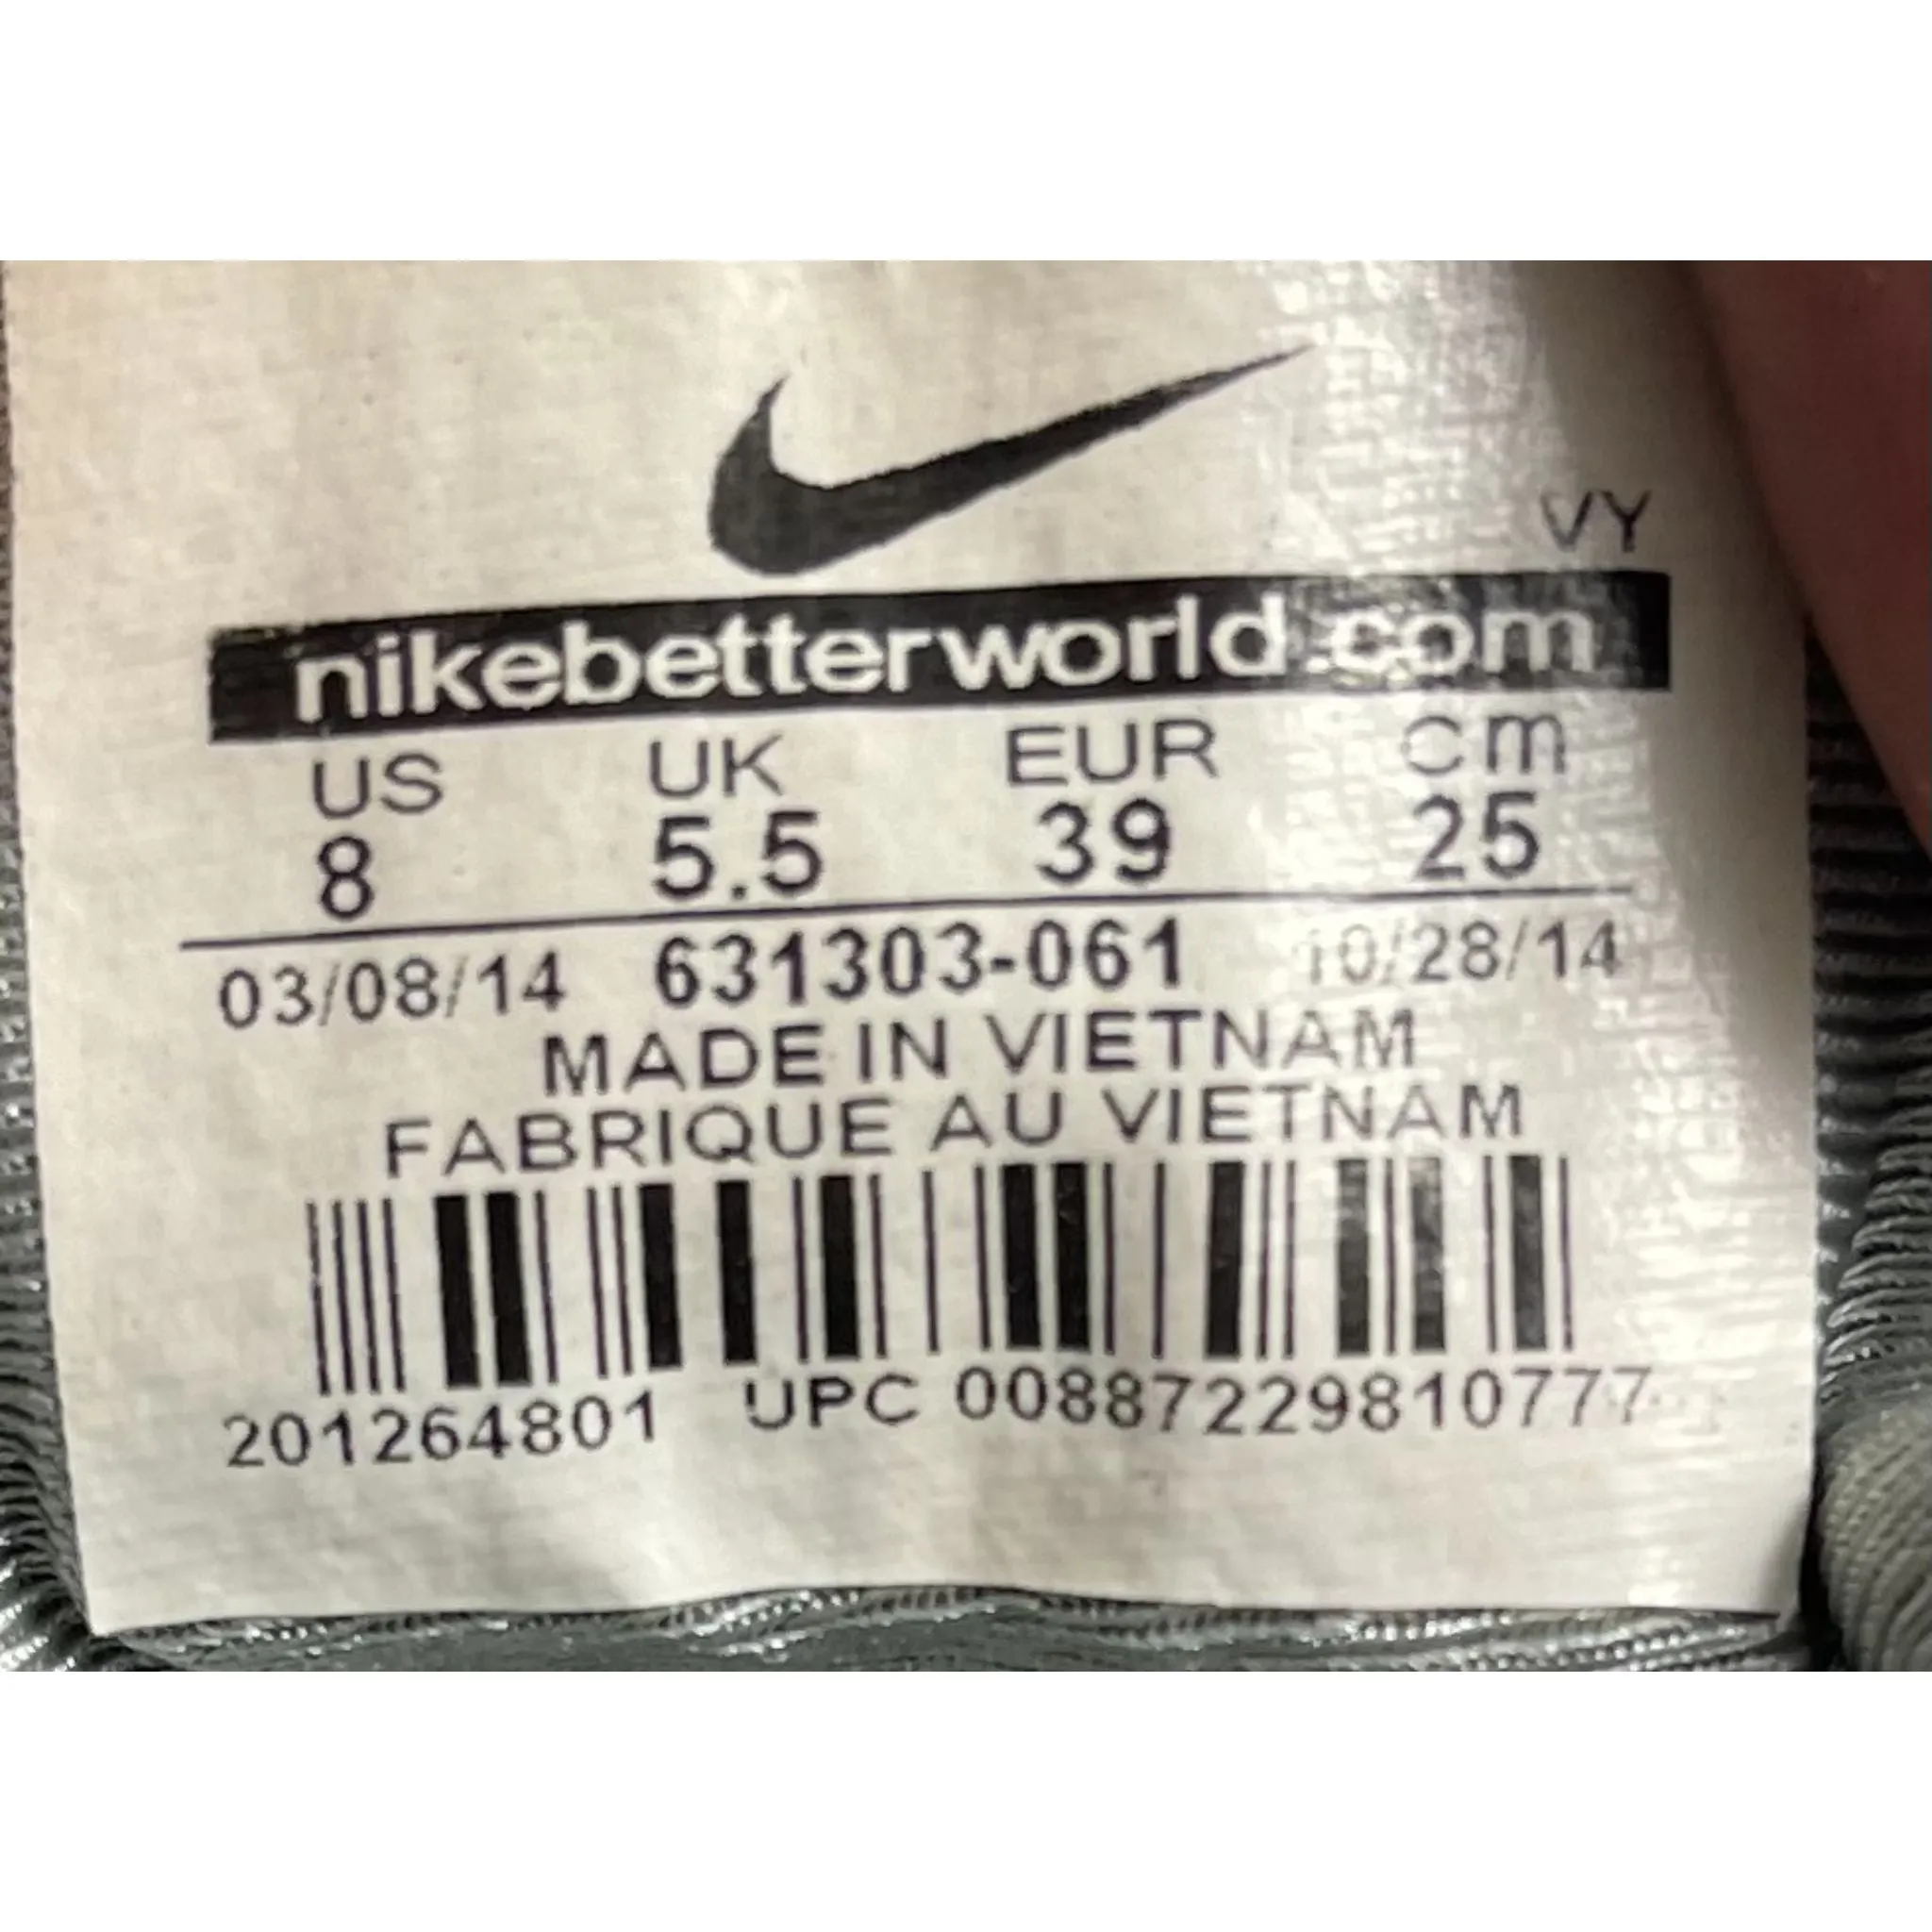 VY
nikebetterworld.com
US UK EUR cm
8 5.5 39 25
03/08/14 631303-061 10/28/14
MADE IN VIETNAM
FABRIQUE AU VIETNAM
201264801 UPC 00887229810777